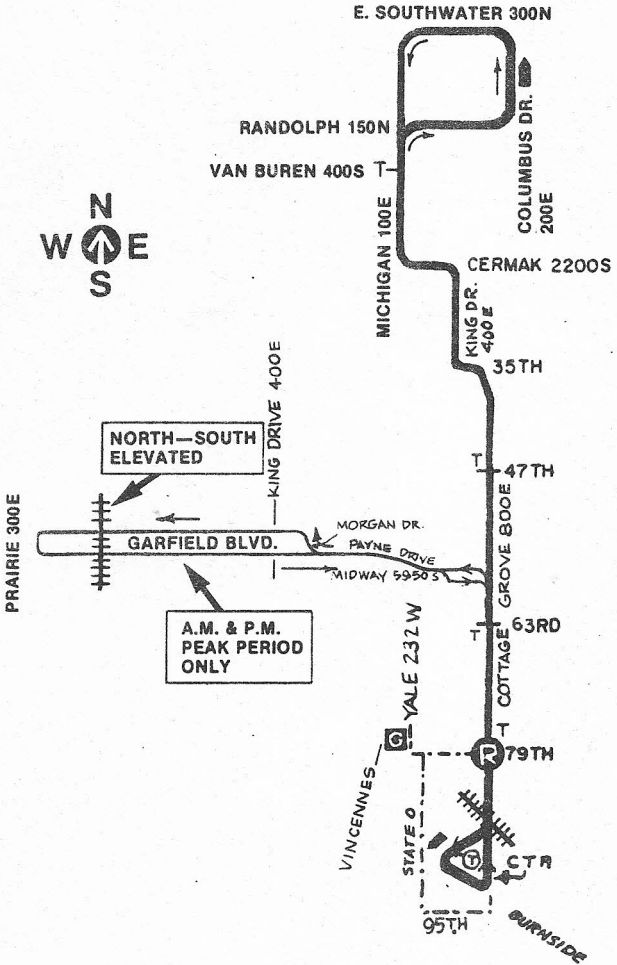 E. SOUTHWATER 300N
COLUMBUS DR.
200E
RANDOLPH 150N
VAN BUREN 400S T
MICHIGAN 100E
N
W E
S
CERMAK 2200S
KING DR.
400E
35TH
NORTH—SOUTH
ELEVATED
KING DRIVE 400E
T
47TH
PRAIRIE 300E
GARFIELD BLVD.
MORGAN DR.
PAYNE DRIVE
MIDWAY 5950S
COTTAGE GROVE 800E
A.M. & P.M.
PEAK PERIOD
ONLY
63RD
T
YALE 232W
G
T
R
79TH
VINCENNES
STATE 0
T
CTA
95TH
BURNSIDE